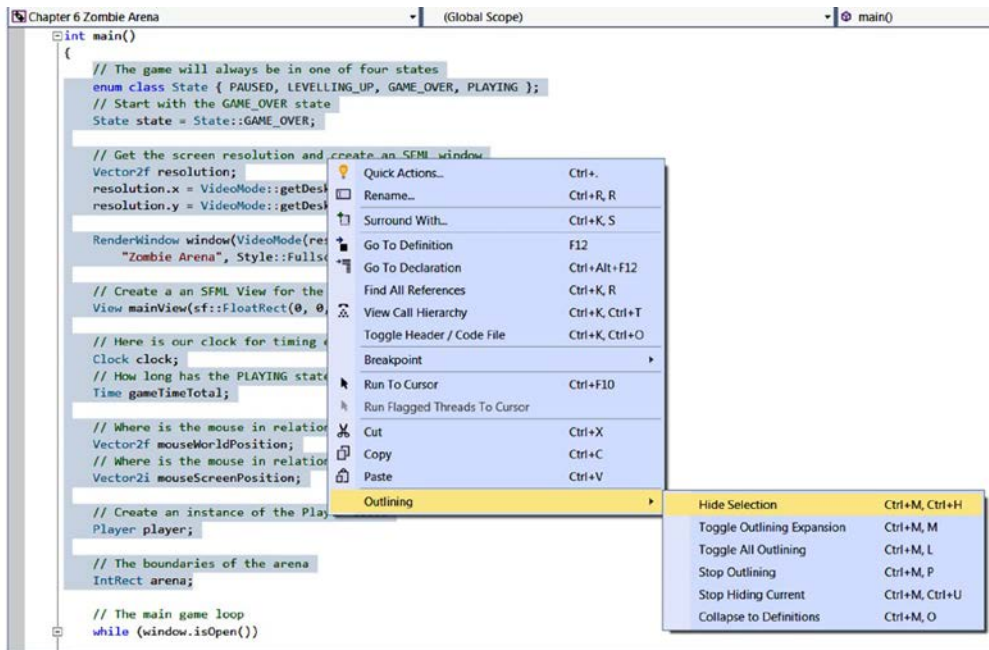 Chapter 6 Zombie Arena (Global Scope) main()
int main()
{
// The game will always be in one of four states
enum class State { PAUSED, LEVELLING_UP, GAME_OVER, PLAYING };
// Start with the GAME_OVER state
State state = State::GAME_OVER;
// Get the screen resolution and create an SFML window
Vector2f resolution;
resolution.x = VideoMode::getDesk
resolution.y = VideoMode::getDesk
RenderWindow window(VideoMode(res
"Zombie Arena", Style::Fullsc
// Create a an SFML View for the
View mainView(sf::FloatRect(0, 0,
// Here is our clock for timing
Clock clock;
// How long has the PLAYING state
Time gameTimeTotal;
// Where is the mouse in relation
Vector2f mouseWorldPosition;
// Where is the mouse in relation
Vector2i mouseScreenPosition;
// Create an instance of the Play
Player player;
// The boundaries of the arena
IntRect arena;
// The main game loop
while (window.isOpen())
Quick Actions... Ctrl+.
Rename... Ctrl+R, R
Surround With... Ctrl+K, S
Go To Definition F12
Go To Declaration Ctrl+Alt+F12
Find All References Ctrl+K, R
View Call Hierarchy Ctrl+K, Ctrl+T
Toggle Header / Code File Ctrl+K, Ctrl+O
Breakpoint
Run To Cursor Ctrl+F10
Run Flagged Threads To Cursor
Cut Ctrl+X
Copy Ctrl+C
Paste Ctrl+V
Outlining
Hide Selection Ctrl+M, Ctrl+H
Toggle Outlining Expansion Ctrl+M, M
Toggle All Outlining Ctrl+M, L
Stop Outlining Ctrl+M, P
Stop Hiding Current Ctrl+M, Ctrl+U
Collapse to Definitions Ctrl+M, O